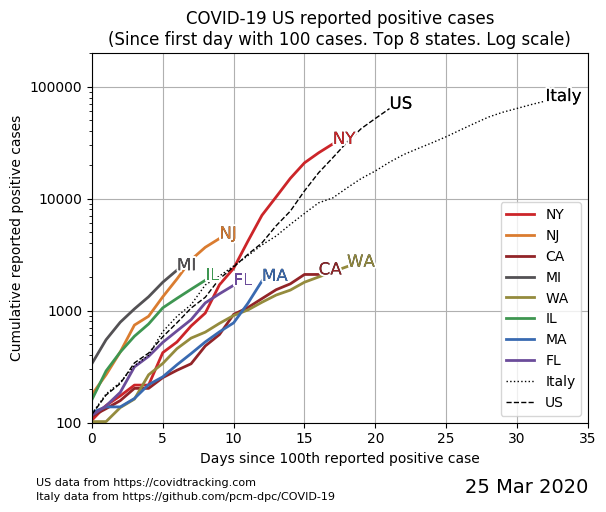 COVID-19 US reported positive cases
(Since first day with 100 cases. Top 8 states. Log scale)
Cumulative reported positive cases
100000
10000
1000
100
0
5
10
15
20
25
30
35
Days since 100th reported positive case
MI
IL
NJ
FL
MA
NY
CA
WA
US
Italy
NY
NJ
CA
MI
WA
IL
MA
FL
Italy
US
US data from https://covidtracking.com
Italy data from https://github.com/pcm-dpc/COVID-19
25 Mar 2020